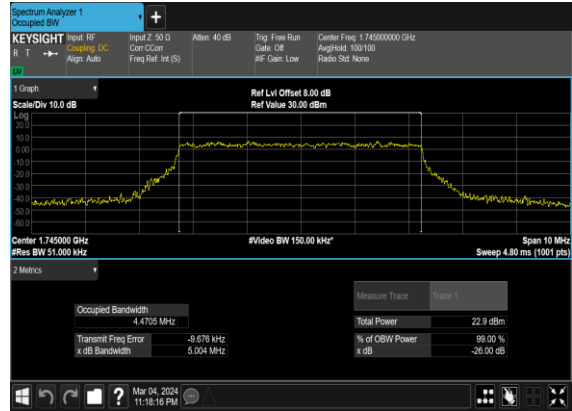 Spectrum Analyzer 1
Occupied BW
KEYSIGHT Input: RF Input Z: 50 Ω Atten: 40 dB Trig: Free Run Center Freq: 1.745000000 GHz
R T Coupling: DC Corr CCorr Gate: Off Avg|Hold: 100/100
Align: Auto Freq Ref: Int (S) #IF Gain: Low Radio Std: None
1 Graph
Ref Lvl Offset 8.00 dB
Scale/Div 10.0 dB Ref Value 30.00 dBm
Log
20.0
10.0
0.00
-10.0
-20.0
-30.0
-40.0
-50.0
-60.0
Center 1.745000 GHz #Video BW 150.00 kHz* Span 10 MHz
#Res BW 51.000 kHz Sweep 4.80 ms (1001 pts)
2 Metrics
Measure Trace Trace 1
Occupied Bandwidth
4.4705 MHz Total Power 22.9 dBm
Transmit Freq Error -9.676 kHz % of OBW Power 99.00 %
x dB Bandwidth 5.004 MHz x dB -26.00 dB
? Mar 04, 2024
11:18:16 PM